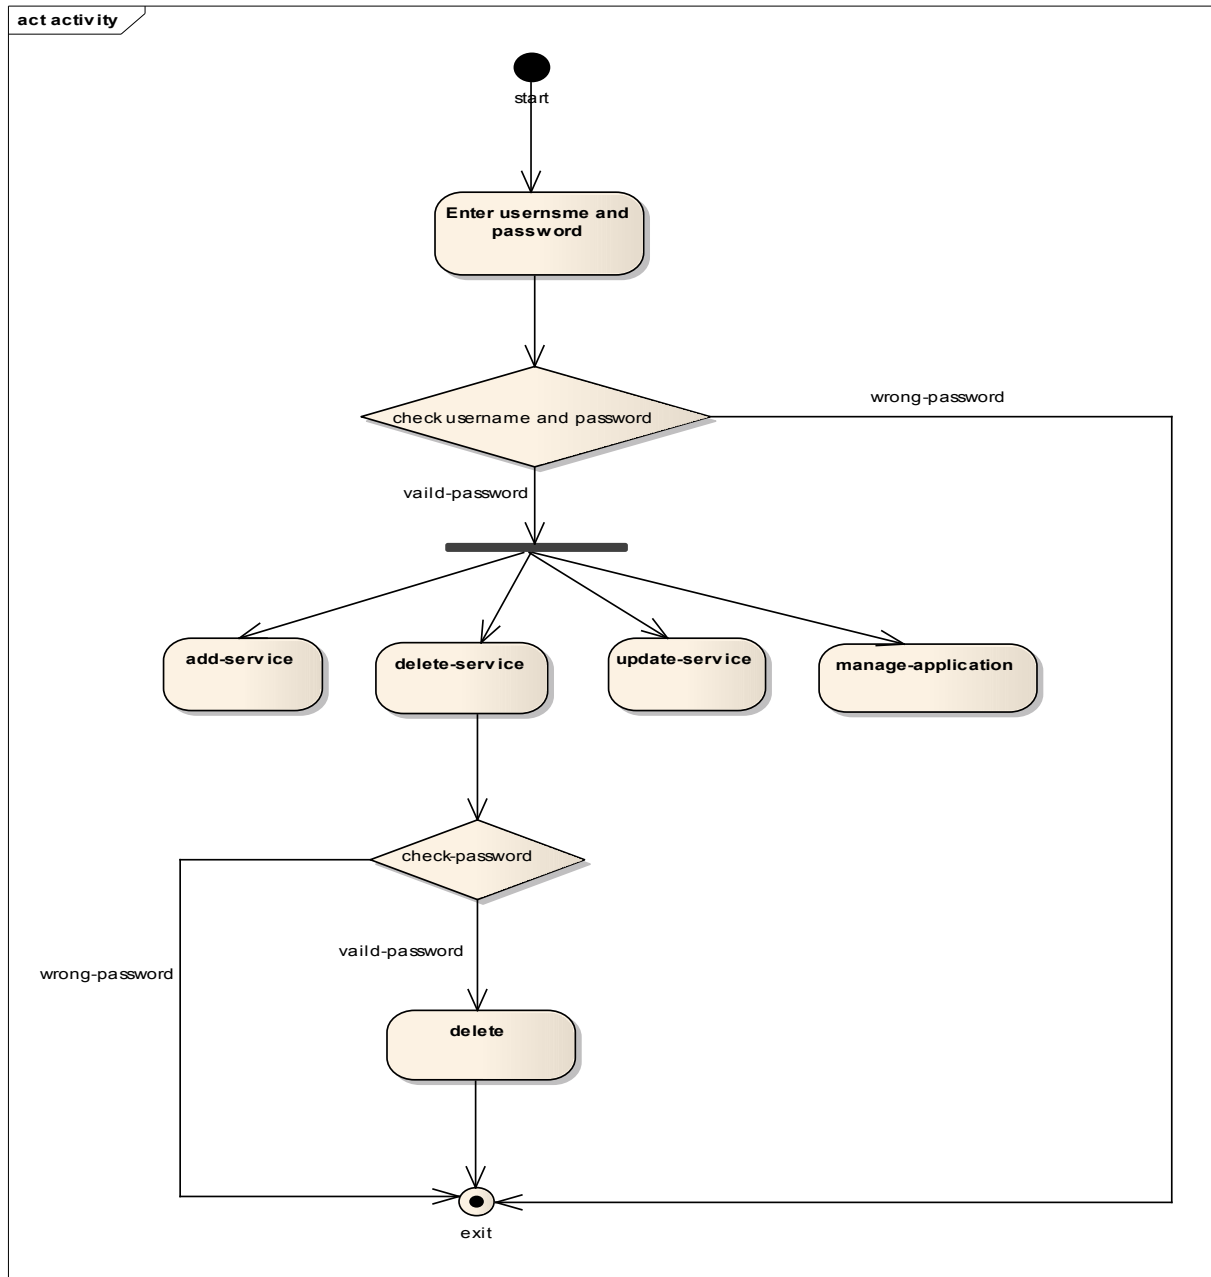 act activity
start
Enter usernsme and
password
check username and password
wrong-password
vaild-password
add-service
delete-service
update-service
manage-application
check-password
vaild-password
wrong-password
delete
exit